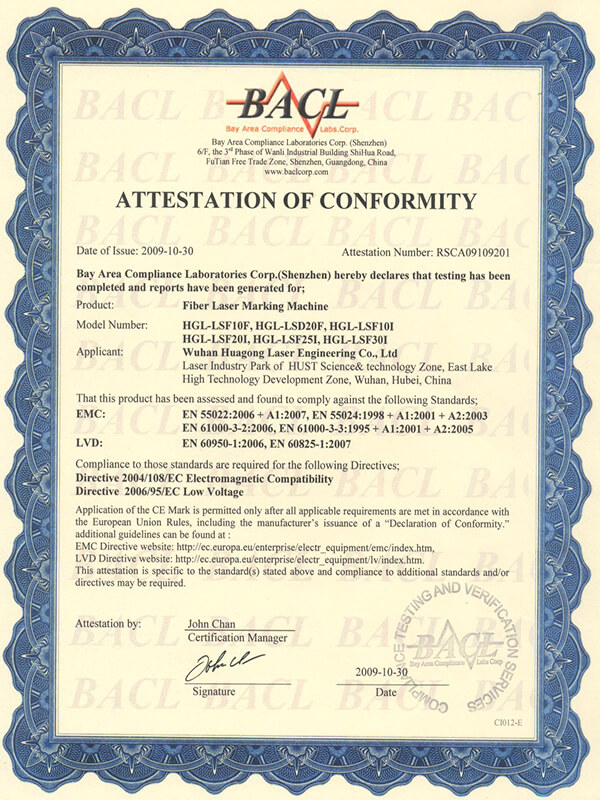 BACL
Bay Area Compliance Labs.Corp.
Bay Area Compliance Laboratories Corp. (Shenzhen)
6/F, the 3rd Phase of Wanli Industrial Building ShiHua Road,
FuTian Free Trade Zone, Shenzhen, Guangdong, China
www.baclcorp.com
ATTESTATION OF CONFORMITY
Date of Issue: 2009-10-30 Attestation Number: RSCA09109201
Bay Area Compliance Laboratories Corp.(Shenzhen) hereby declares that testing has been
completed and reports have been generated for;
Product: Fiber Laser Marking Machine
Model Number: HGL-LSF10F, HGL-LSD20F, HGL-LSF10I
HGL-LSF20I, HGL-LSF25I, HGL-LSF30I
Applicant: Wuhan Huagong Laser Engineering Co., Ltd
Laser Industry Park of HUST Science& technology Zone, East Lake
High Technology Development Zone, Wuhan, Hubei, China
That this product has been assessed and found to comply against the following Standards;
EMC: EN 55022:2006 + A1:2007, EN 55024:1998 + A1:2001 + A2:2003
EN 61000-3-2:2006, EN 61000-3-3:1995 + A1:2001 + A2:2005
LVD: EN 60950-1:2006, EN 60825-1:2007
Compliance to those standards are required for the following Directives;
Directive 2004/108/EC Electromagnetic Compatibility
Directive 2006/95/EC Low Voltage
Application of the CE Mark is permitted only after all applicable requirements are met in accordance with
the European Union Rules, including the manufacturer's issuance of a “Declaration of Conformity.”
additional guidelines can be found at :
EMC Directive website: http://ec.europa.eu/enterprise/electr_equipment/emc/index.htm,
LVD Directive website: http://ec.europa.eu/enterprise/electr_equipment/lv/index.htm.
This attestation is specific to the standard(s) stated above and compliance to additional standards and/or
directives may be required.
Attestation by: John Chan
Certification Manager
Signature
2009-10-30
Date
COMPLIANCE TESTING AND VERIFICATION SERVICES
BACL
Bay Area Compliance Labs Corp
CI012-E